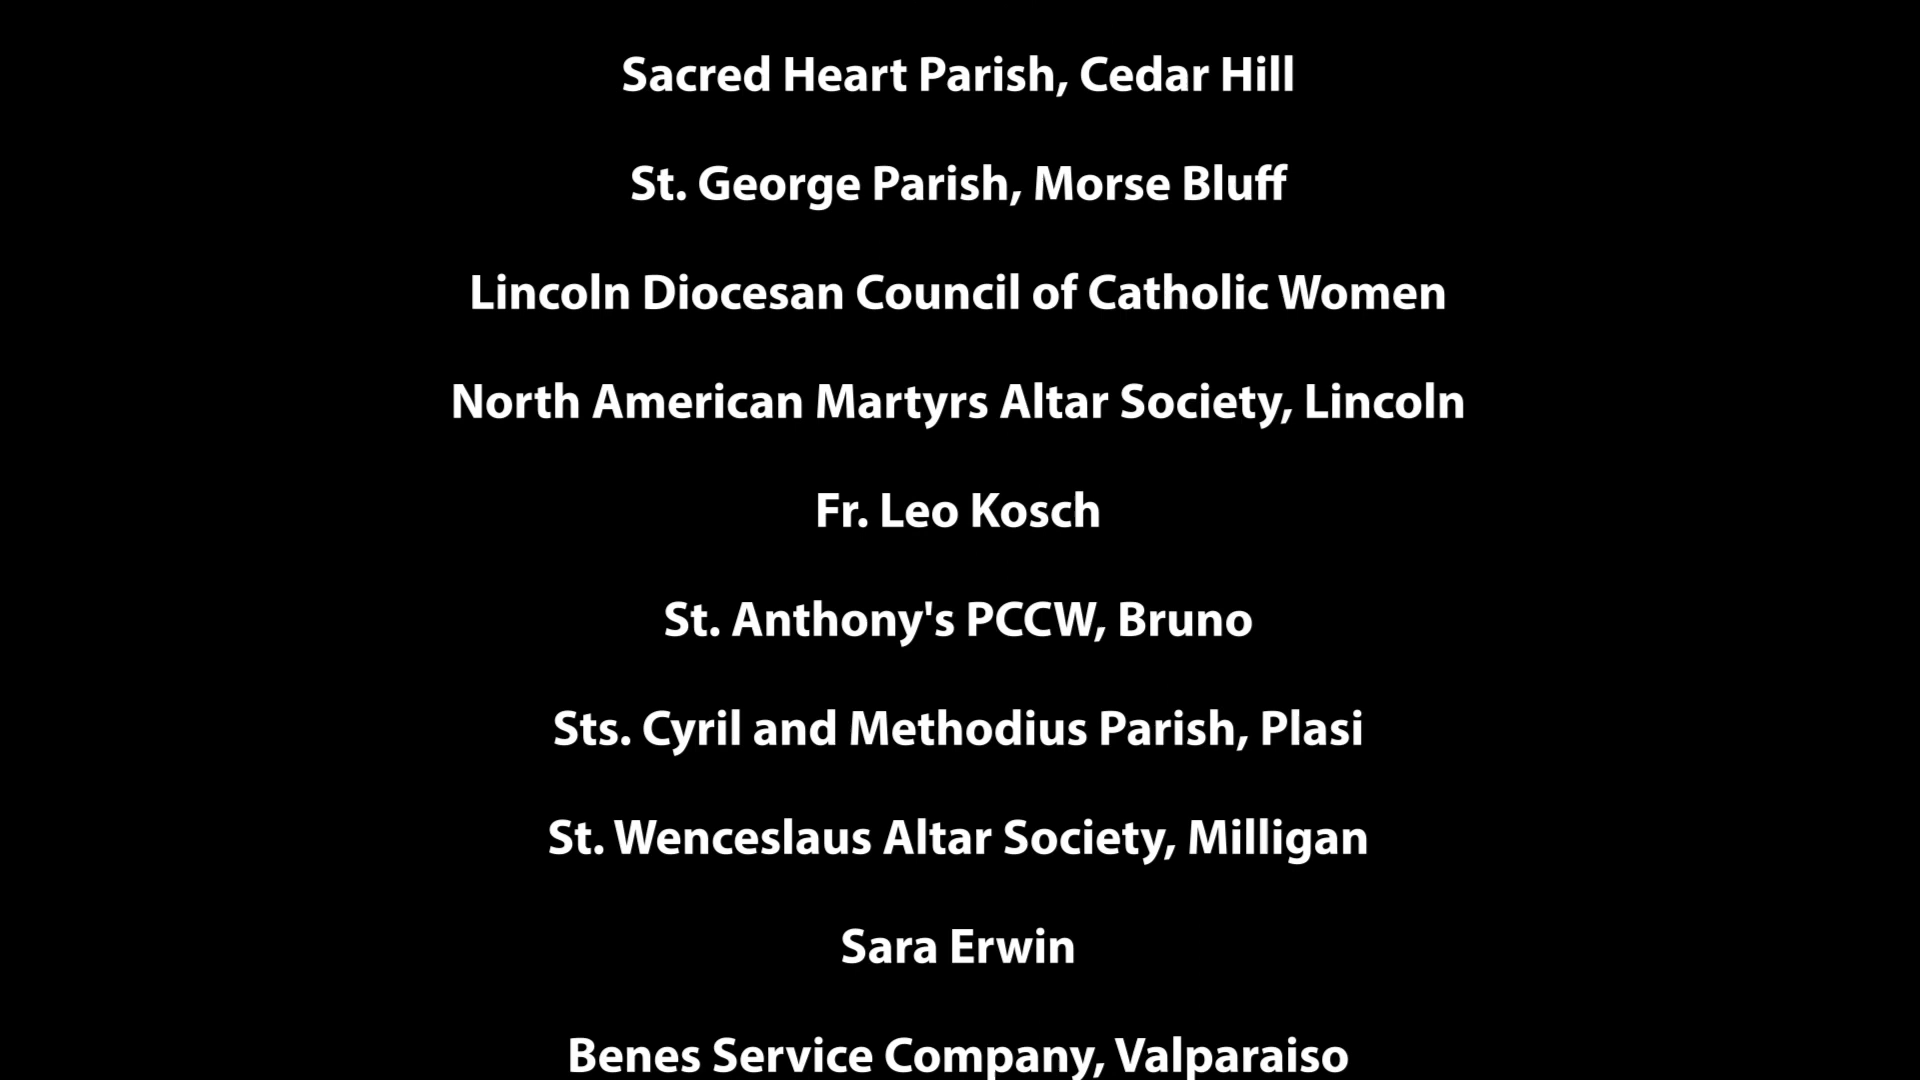 Sacred Heart Parish, Cedar Hill
St. George Parish, Morse Bluff
Lincoln Diocesan Council of Catholic Women
North American Martyrs Altar Society, Lincoln
Fr. Leo Kosch
St. Anthony's PCCW, Bruno
Sts. Cyril and Methodius Parish, Plasi
St. Wenceslaus Altar Society, Milligan
Sara Erwin
Benes Service Company, Valparaiso